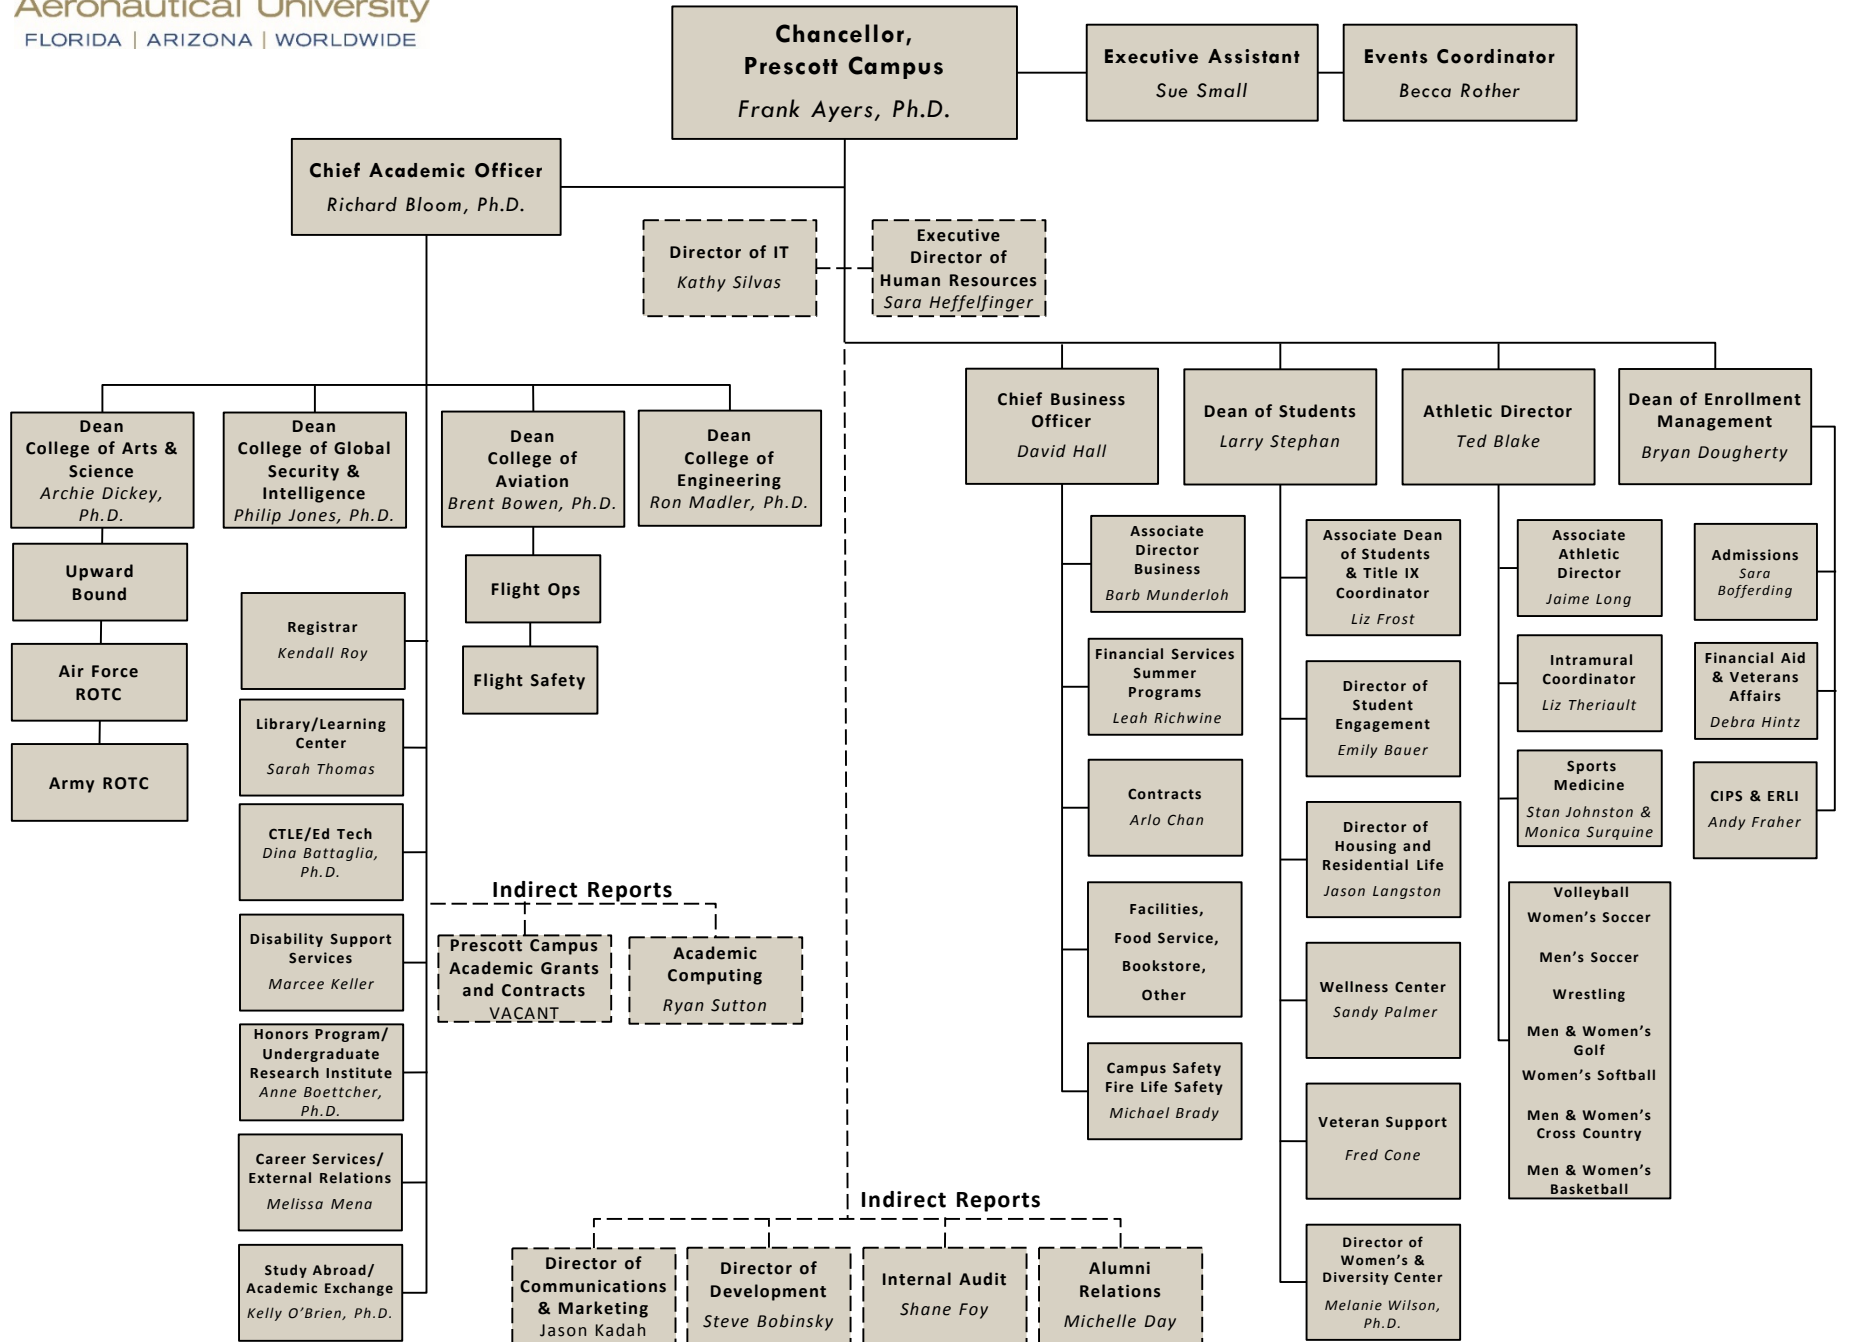 Aeronautical University
FLORIDA | ARIZONA | WORLDWIDE
Chancellor,
Prescott Campus
Frank Ayers, Ph.D.
Executive Assistant
Sue Small
Events Coordinator
Becca Rother
Chief Academic Officer
Richard Bloom, Ph.D.
Director of IT
Kathy Silvas
Executive
Director of
Human Resources
Sara Heffelfinger
Dean
College of Arts &
Science
Archie Dickey,
Ph.D.
Dean
College of Global
Security &
Intelligence
Philip Jones, Ph.D.
Dean
College of
Aviation
Brent Bowen, Ph.D.
Dean
College of
Engineering
Ron Madler, Ph.D.
Chief Business
Officer
David Hall
Dean of Students
Larry Stephan
Athletic Director
Ted Blake
Dean of Enrollment
Management
Bryan Dougherty
Upward
Bound
Air Force
ROTC
Army ROTC
Flight Ops
Flight Safety
Registrar
Kendall Roy
Library/Learning
Center
Sarah Thomas
CTLE/Ed Tech
Dina Battaglia,
Ph.D.
Disability Support
Services
Marcee Keller
Honors Program/
Undergraduate
Research Institute
Anne Boettcher,
Ph.D.
Career Services/
External Relations
Melissa Mena
Study Abroad/
Academic Exchange
Kelly O’Brien, Ph.D.
Indirect Reports
Prescott Campus
Academic Grants
and Contracts
VACANT
Academic
Computing
Ryan Sutton
Associate
Director
Business
Barb Munderloh
Financial Services
Summer
Programs
Leah Richwine
Contracts
Arlo Chan
Facilities,
Food Service,
Bookstore,
Other
Campus Safety
Fire Life Safety
Michael Brady
Associate Dean
of Students
& Title IX
Coordinator
Liz Frost
Director of
Student
Engagement
Emily Bauer
Director of
Housing and
Residential Life
Jason Langston
Wellness Center
Sandy Palmer
Veteran Support
Fred Cone
Director of
Women’s &
Diversity Center
Melanie Wilson,
Ph.D.
Associate
Athletic
Director
Jaime Long
Intramural
Coordinator
Liz Theriault
Sports
Medicine
Stan Johnston &
Monica Surquine
Volleyball
Women’s Soccer
Men’s Soccer
Wrestling
Men & Women’s
Golf
Women’s Softball
Men & Women’s
Cross Country
Men & Women’s
Basketball
Admissions
Sara
Bofferding
Financial Aid
& Veterans
Affairs
Debra Hintz
CIPS & ERLI
Andy Fraher
Indirect Reports
Director of
Communications
& Marketing
Jason Kadah
Director of
Development
Steve Bobinsky
Internal Audit
Shane Foy
Alumni
Relations
Michelle Day